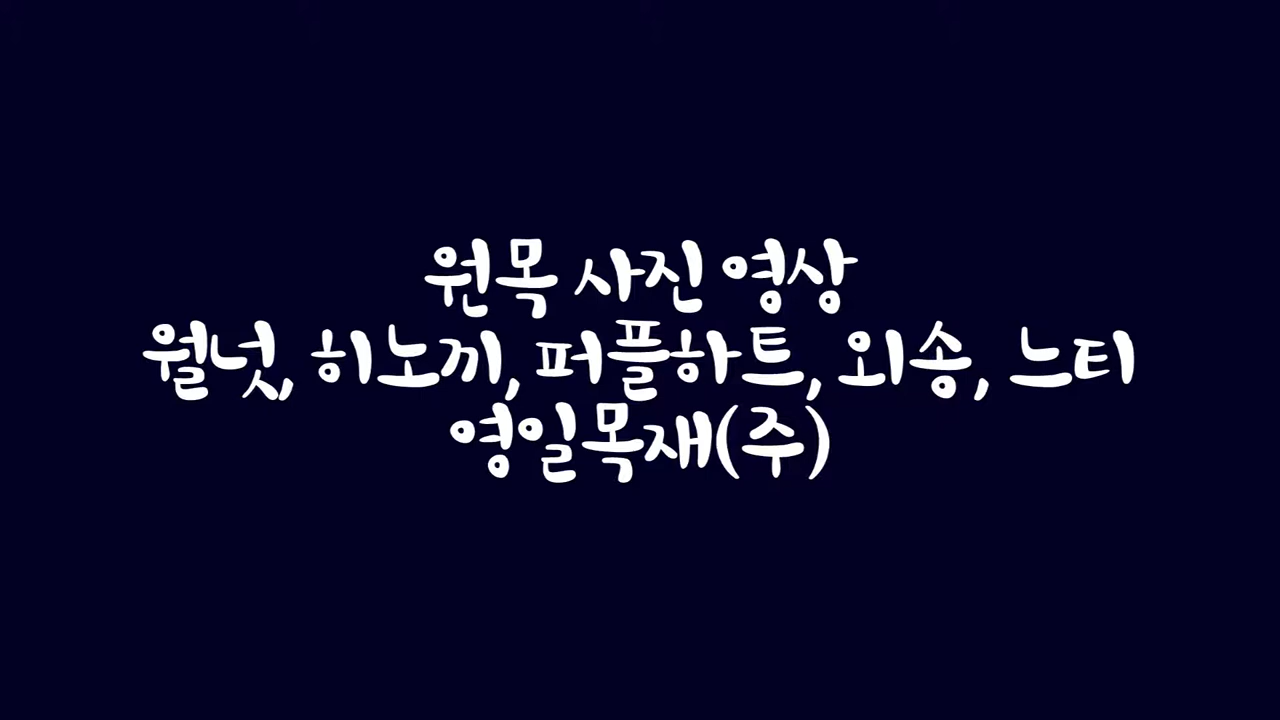 원목 사진 영상
월넛, 히노끼, 퍼플하트, 외송, 느티
영일목재(주)